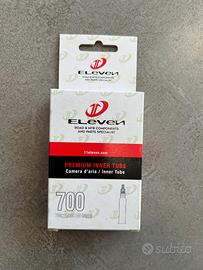 ELEVEN
ROAD & MTB COMPONENTS
AND PARTS SPECIALIST
11eleven.com
PREMIUM INNER TUBE
Camera d'aria / Inner Tube
700
subito